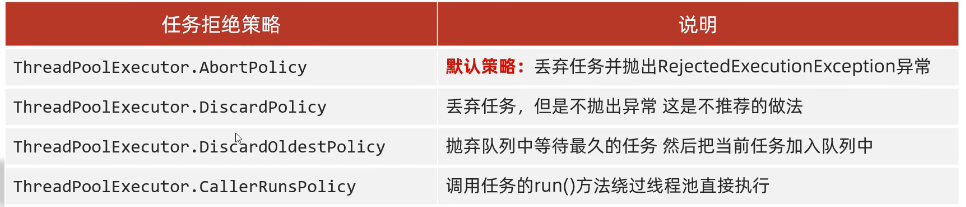 任务拒绝策略 说明
ThreadPoolExecutor.AbortPolicy 默认策略：丢弃任务并抛出RejectedExecutionException异常
ThreadPoolExecutor.DiscardPolicy 丢弃任务，但是不抛出异常 这是不推荐的做法
ThreadPoolExecutor.DiscardOldestPolicy 抛弃队列中等待最久的任务 然后把当前任务加入队列中
ThreadPoolExecutor.CallerRunsPolicy 调用任务的run()方法绕过线程池直接执行